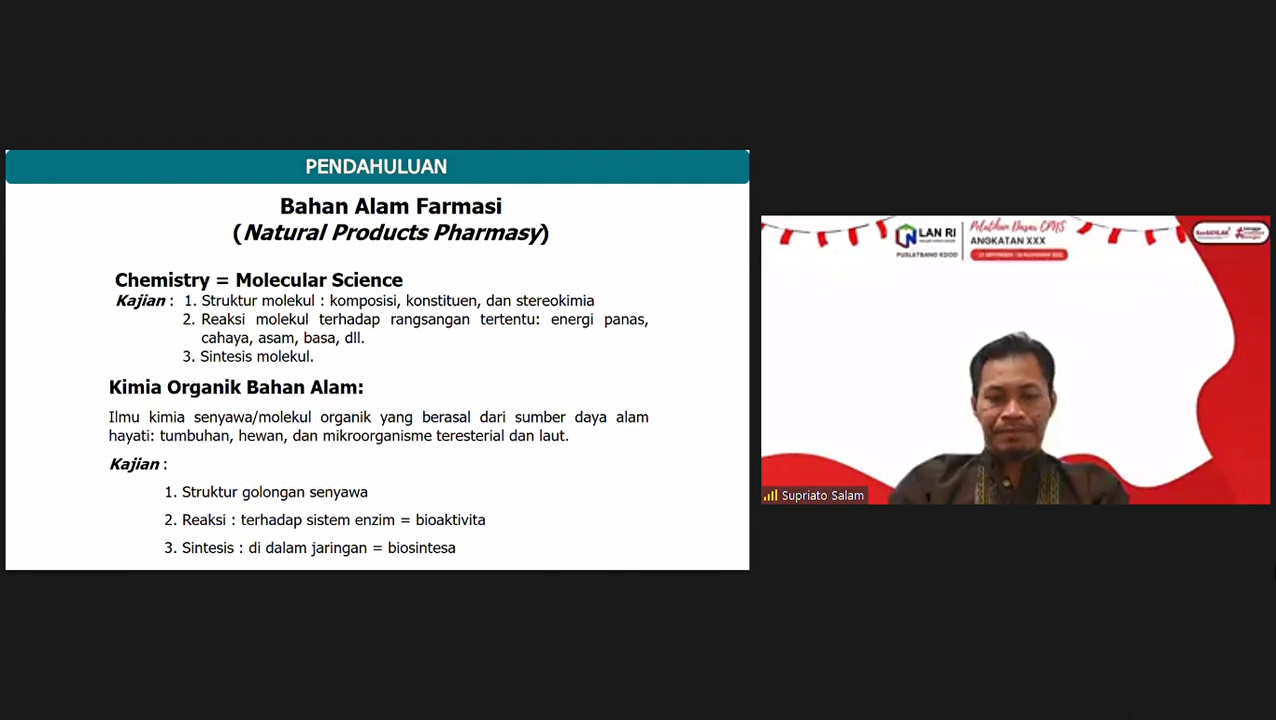 PENDAHULUAN
Bahan Alam Farmasi
(Natural Products Pharmasy)
Chemistry = Molecular Science
Kajian : 1. Struktur molekul : komposisi, konstituen, dan stereokimia
2. Reaksi molekul terhadap rangsangan tertentu: energi panas,
cahaya, asam, basa, dll.
3. Sintesis molekul.
Kimia Organik Bahan Alam:
Ilmu kimia senyawa/molekul organik yang berasal dari sumber daya alam
hayati: tumbuhan, hewan, dan mikroorganisme teresterial dan laut.
Kajian :
1. Struktur golongan senyawa
2. Reaksi : terhadap sistem enzim = bioaktivita
3. Sintesis : di dalam jaringan = biosintesa
LAN RI
PUSLATBANG KDOD
Pelatihan Dasar CPNS
ANGKATAN XXX
Supriato Salam